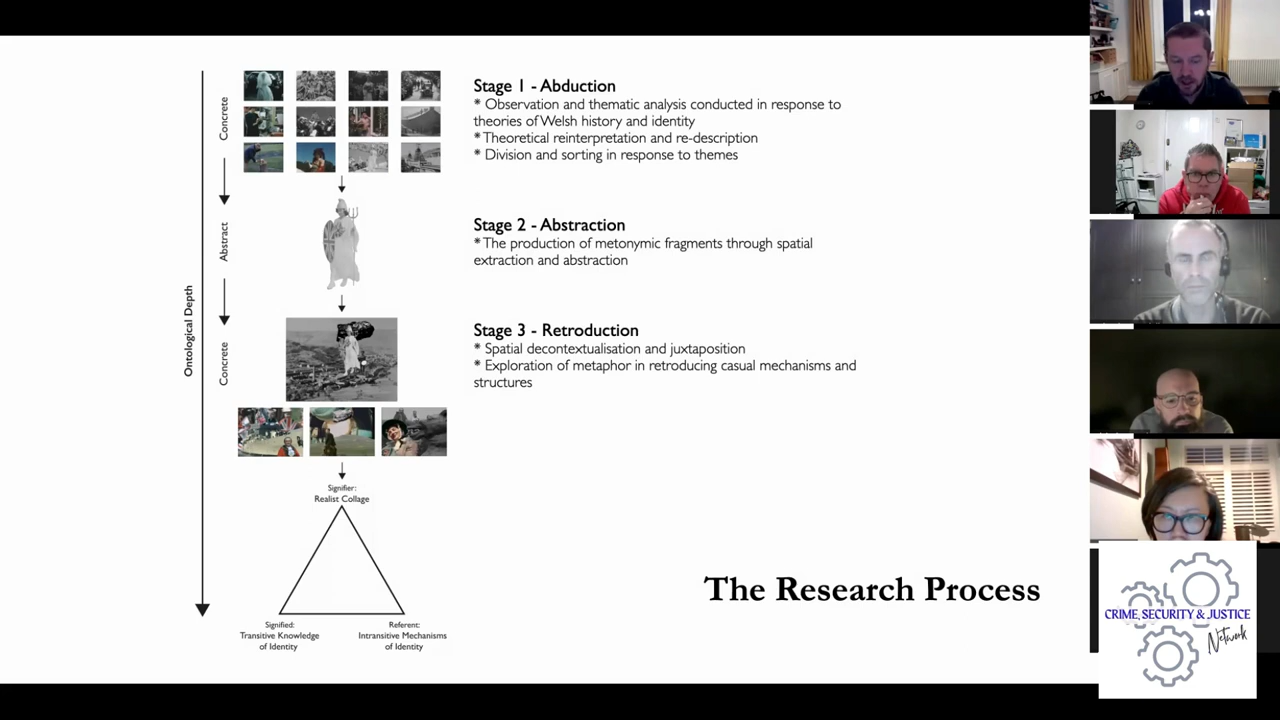 Concrete
Abstract
Concrete
Ontological Depth
Stage 1 - Abduction
* Observation and thematic analysis conducted in response to
theories of Welsh history and identity
* Theoretical reinterpretation and re-description
* Division and sorting in response to themes
Stage 2 - Abstraction
* The production of metonymic fragments through spatial
extraction and abstraction
Stage 3 - Retroduction
* Spatial decontextualisation and juxtaposition
* Exploration of metaphor in retroducing casual mechanisms and
structures
Signifier:
Realist Collage
Signified:
Transitive Knowledge
of Identity
Referent:
Intransitive Mechanisms
of Identity
The Research Process
CRIME, SECURITY & JUSTICE
Network